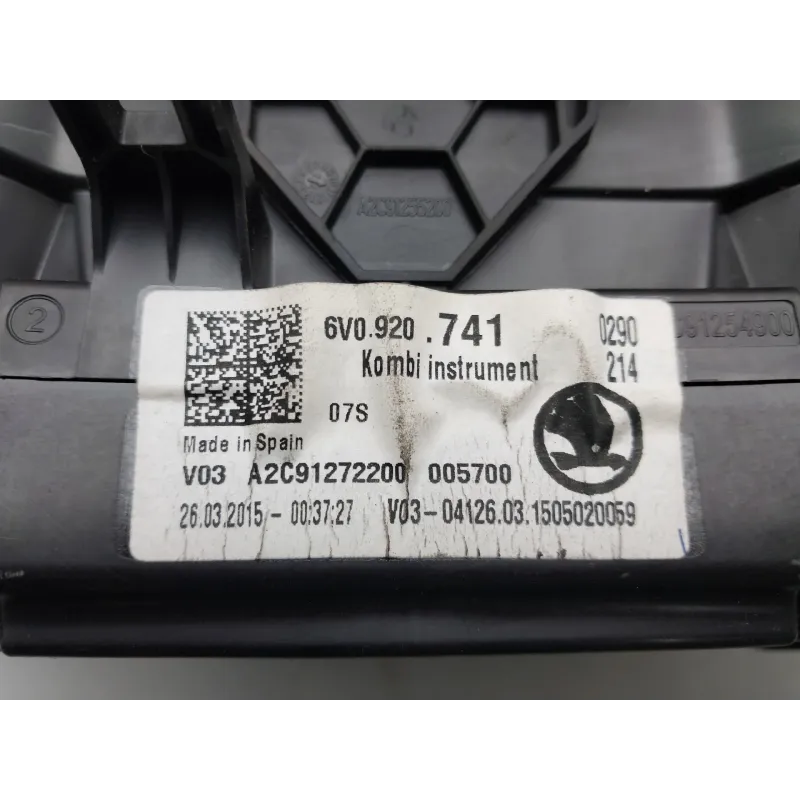 2
6V0.920 .741 0290
Kombi instrument 214
07S
Made in Spain
V03 A2C91272200 005700
26.03.2015 - 00:37:27 V03-04126.03.1505020059